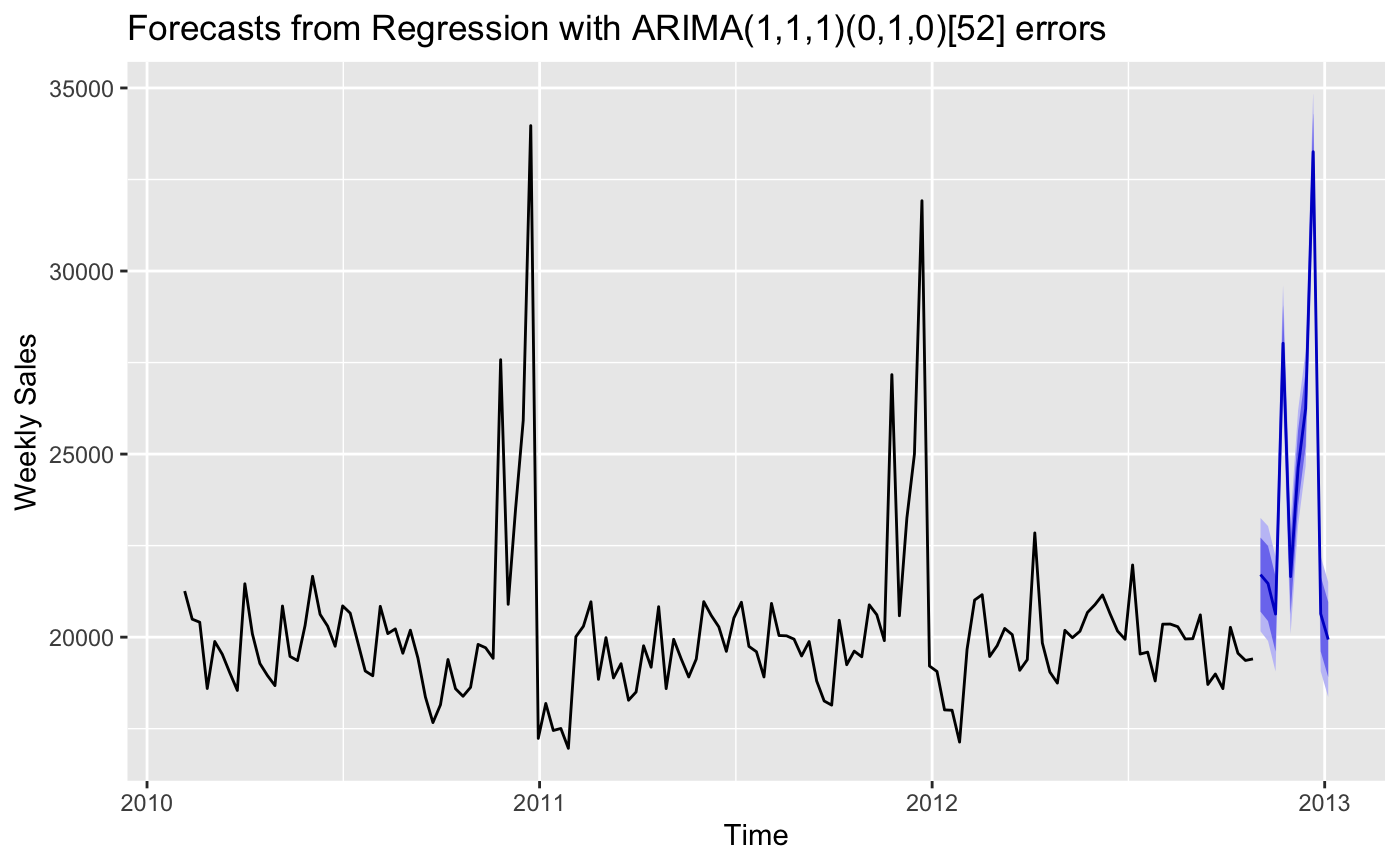 Forecasts from Regression with ARIMA(1,1,1)(0,1,0)[52] errors
35000
30000
25000
20000
Weekly Sales
2010 2011 2012 2013
Time